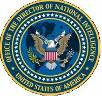 OFFICE OF THE DIRECTOR OF NATIONAL INTELLIGENCE
UNITED STATES OF AMERICA